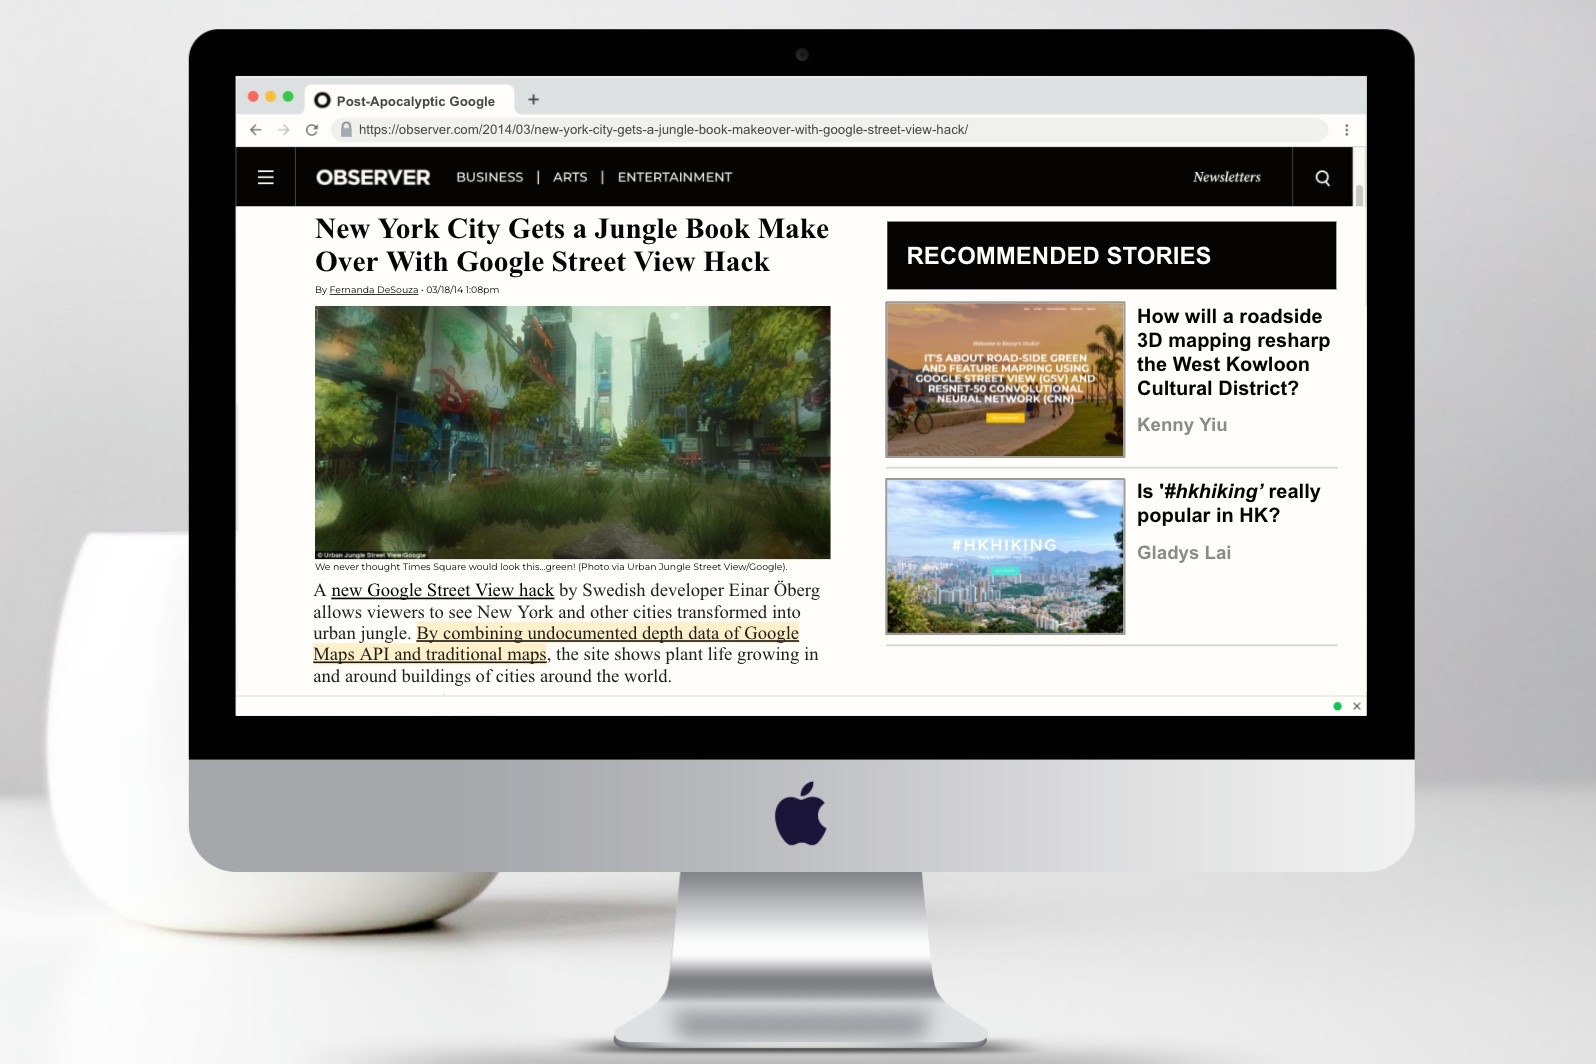 Post-Apocalyptic Google
https://observer.com/2014/03/new-york-city-gets-a-jungle-book-makeover-with-google-street-view-hack/
OBSERVER BUSINESS | ARTS | ENTERTAINMENT Newsletters
New York City Gets a Jungle Book Make
Over With Google Street View Hack
By Fernanda DeSouza · 03/18/14 1:08pm
© Urban Jungle Street View/Google
We never thought Times Square would look this...green! (Photo via Urban Jungle Street View/Google).
A new Google Street View hack by Swedish developer Einar Öberg
allows viewers to see New York and other cities transformed into
urban jungle. By combining undocumented depth data of Google
Maps API and traditional maps, the site shows plant life growing in
and around buildings of cities around the world.
RECOMMENDED STORIES
Welcome to Kenny's Studio!
IT'S ABOUT ROAD-SIDE GREEN
AND FEATURE MAPPING USING
GOOGLE STREET VIEW (GSV) AND
RESNET-50 CONVOLUTIONAL
NEURAL NETWORK (CNN)
How will a roadside
3D mapping resharp
the West Kowloon
Cultural District?
Kenny Yiu
#HKHIKING
Is '#hkhiking' really
popular in HK?
Gladys Lai